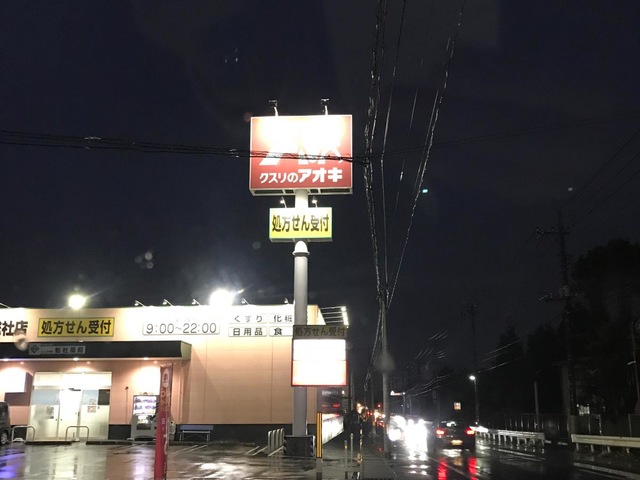 クスリのアオキ
処方せん受付
社店
処方せん受付
9:00~22:00
くすり 化粧
日用品 食
処方せん受付